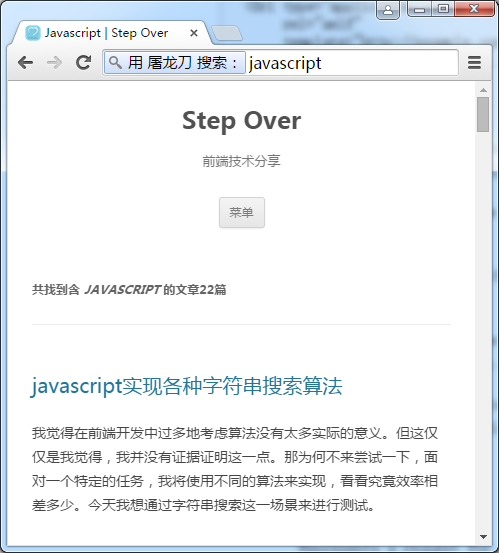 Javascript | Step Over
用 屠龙刀 搜索： javascript
Step Over
前端技术分享
菜单
共找到含 JAVASCRIPT 的文章22篇
javascript实现各种字符串搜索算法
我觉得在前端开发中过多地考虑算法没有太多实际的意义。但这仅
仅是我觉得，我并没有证据证明这一点。那为何不来尝试一下，面
对一个特定的任务，我将使用不同的算法来实现，看看究竟效率相
差多少。今天我想通过字符串搜索这一场景来进行测试。